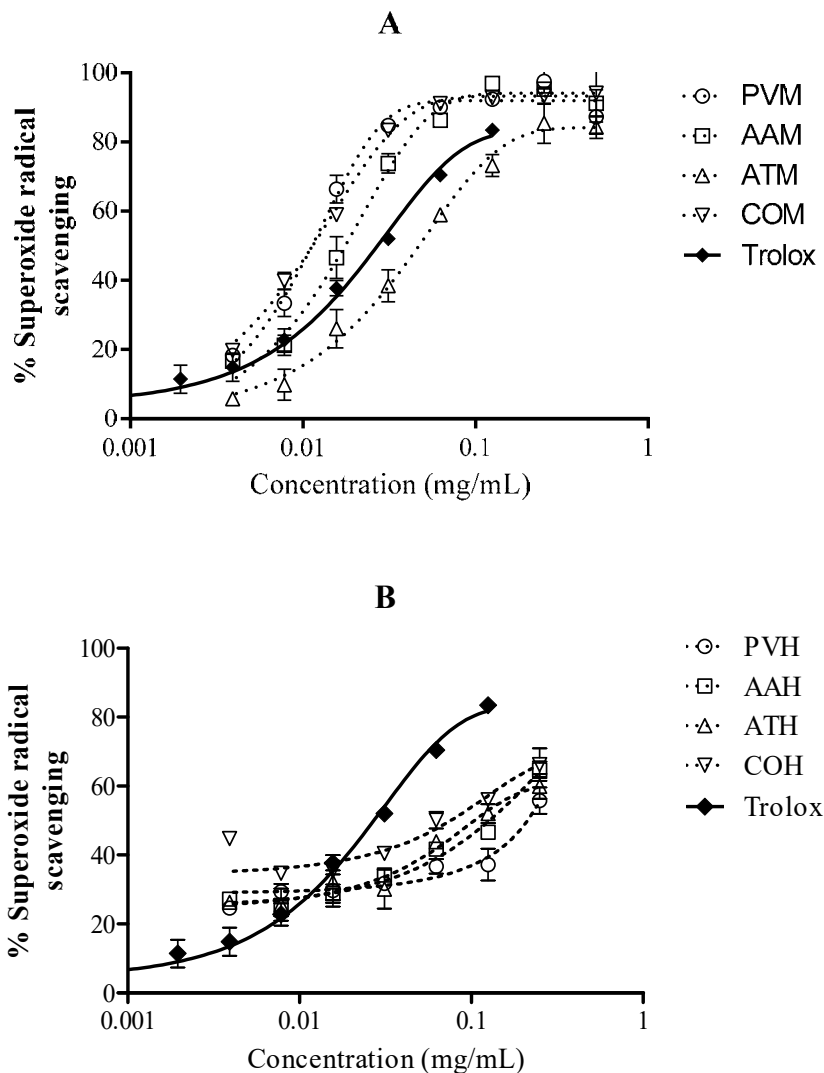 A
% Superoxide radical
scavenging
100
80
60
40
20
0
0.001
0.01
0.1
1
Concentration (mg/mL)
PVM
AAM
ATM
COM
Trolox
B
% Superoxide radical
scavenging
100
80
60
40
20
0
0.001
0.01
0.1
1
Concentration (mg/mL)
PVH
AAH
ATH
COH
Trolox